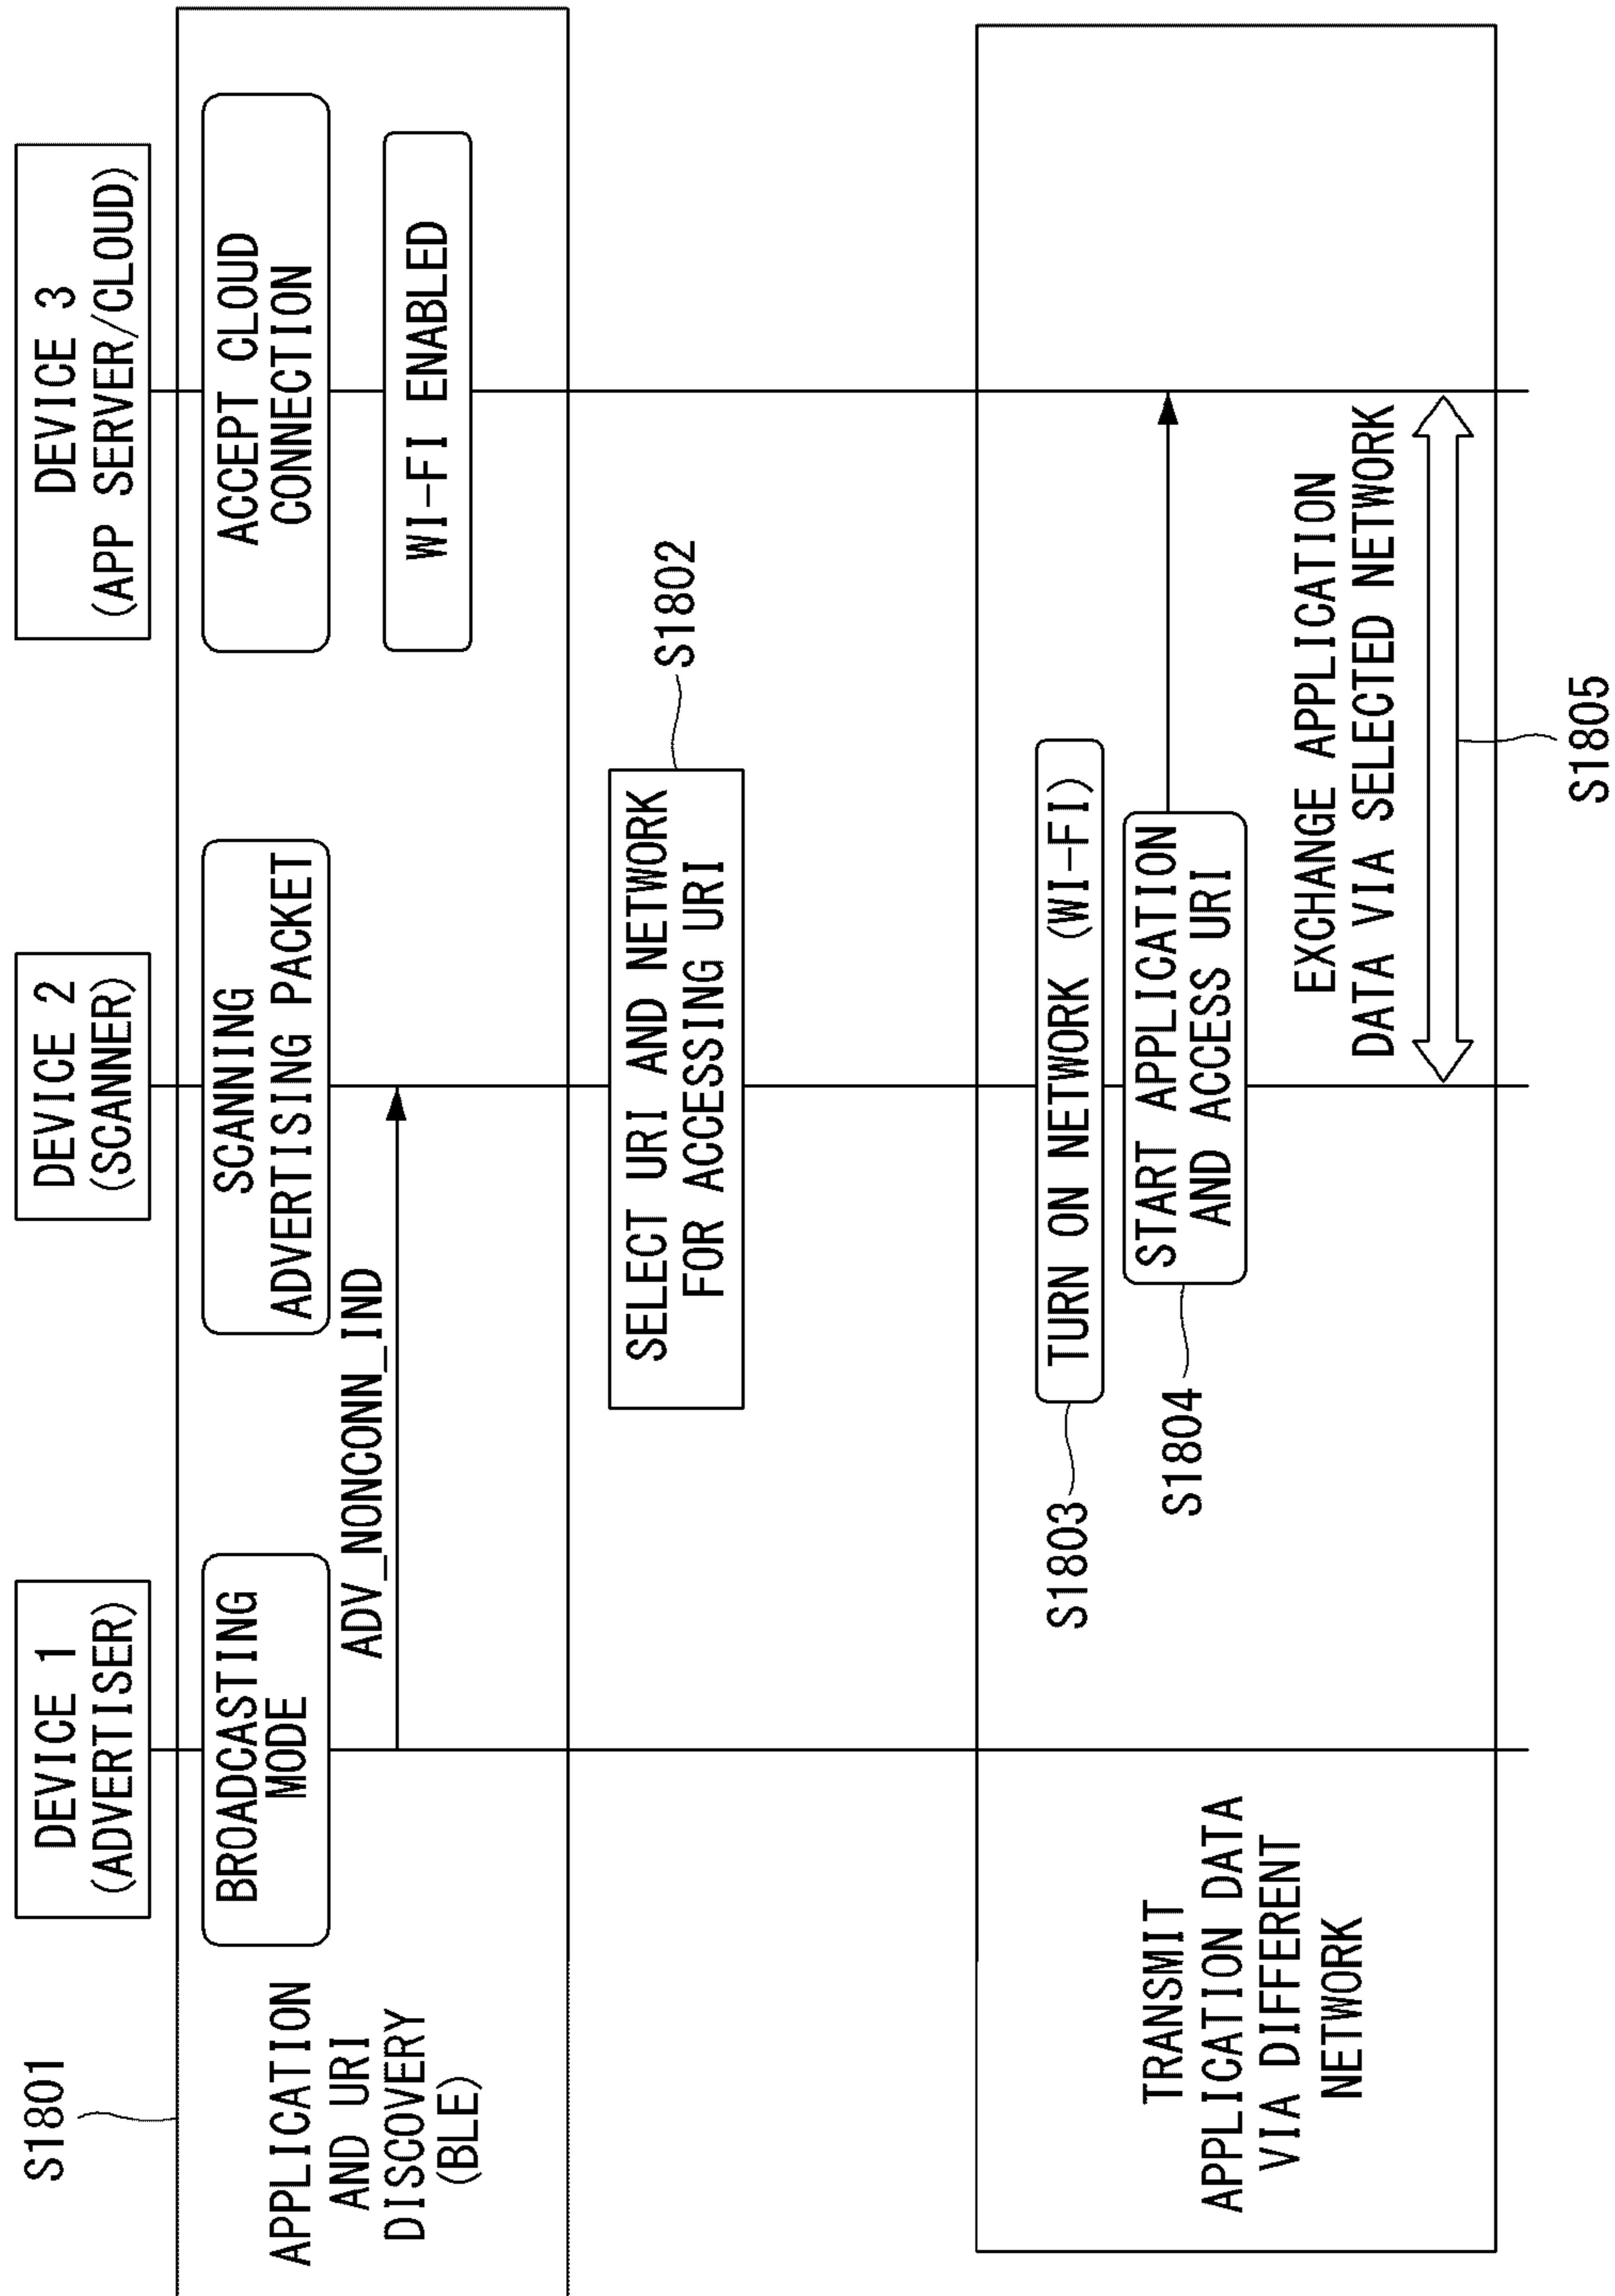 S1801
DEVICE 1
(ADVERTISER)
DEVICE 2
(SCANNER)
DEVICE 3
(APP SERVER/CLOUD)
APPLICATION
AND URI
DISCOVERY
(BLE)
BROADCASTING
MODE
SCANNING
ADVERTISING PACKET
ACCEPT CLOUD
CONNECTION
ADV_NONCONN_IND
WI-FI ENABLED
SELECT URI AND NETWORK
FOR ACCESSING URI
S1802
TRANSMIT
APPLICATION DATA
VIA DIFFERENT
NETWORK
S1803
TURN ON NETWORK (WI-FI)
S1804
START APPLICATION
AND ACCESS URI
EXCHANGE APPLICATION
DATA VIA SELECTED NETWORK
S1805